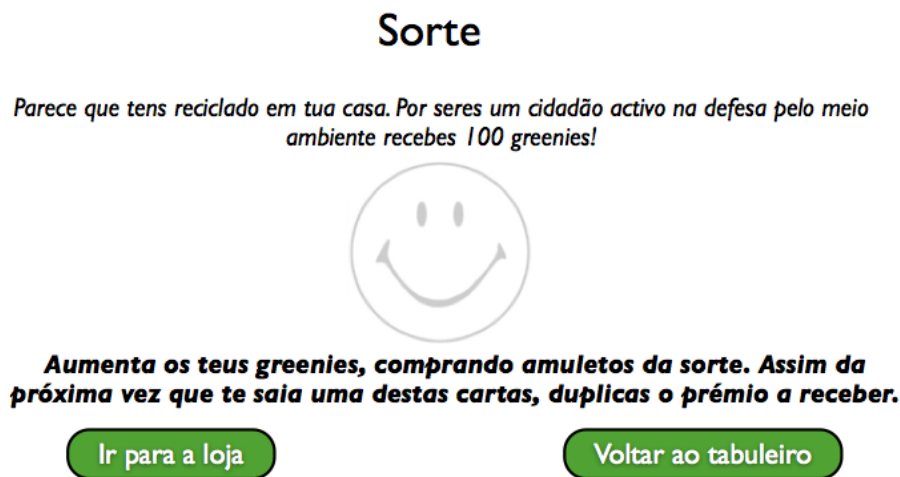 Sorte
Parece que tens reciclado em tua casa. Por seres um cidadão activo na defesa pelo meio
ambiente recebes 100 greenies!
Aumenta os teus greenies, comprando amuletos da sorte. Assim da
próxima vez que te saia uma destas cartas, duplicas o prémio a receber.
Ir para a loja
Voltar ao tabuleiro